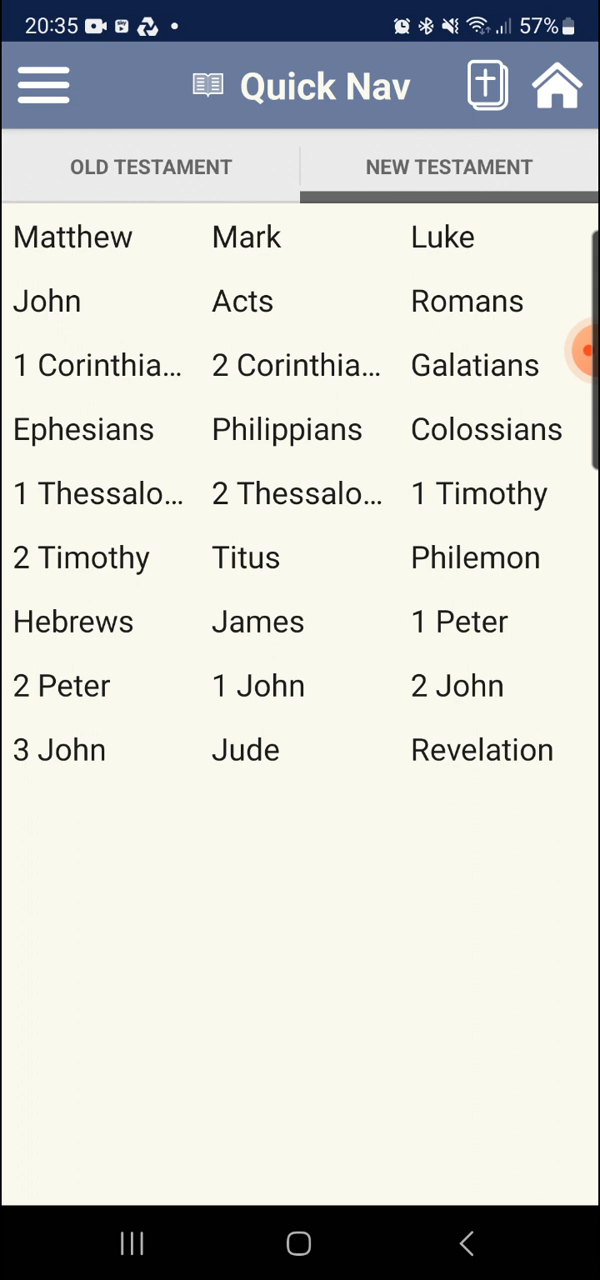 20:35 57%
Quick Nav
OLD TESTAMENT NEW TESTAMENT
Matthew Mark Luke
John Acts Romans
1 Corinthia... 2 Corinthia... Galatians
Ephesians Philippians Colossians
1 Thessalo... 2 Thessalo... 1 Timothy
2 Timothy Titus Philemon
Hebrews James 1 Peter
2 Peter 1 John 2 John
3 John Jude Revelation